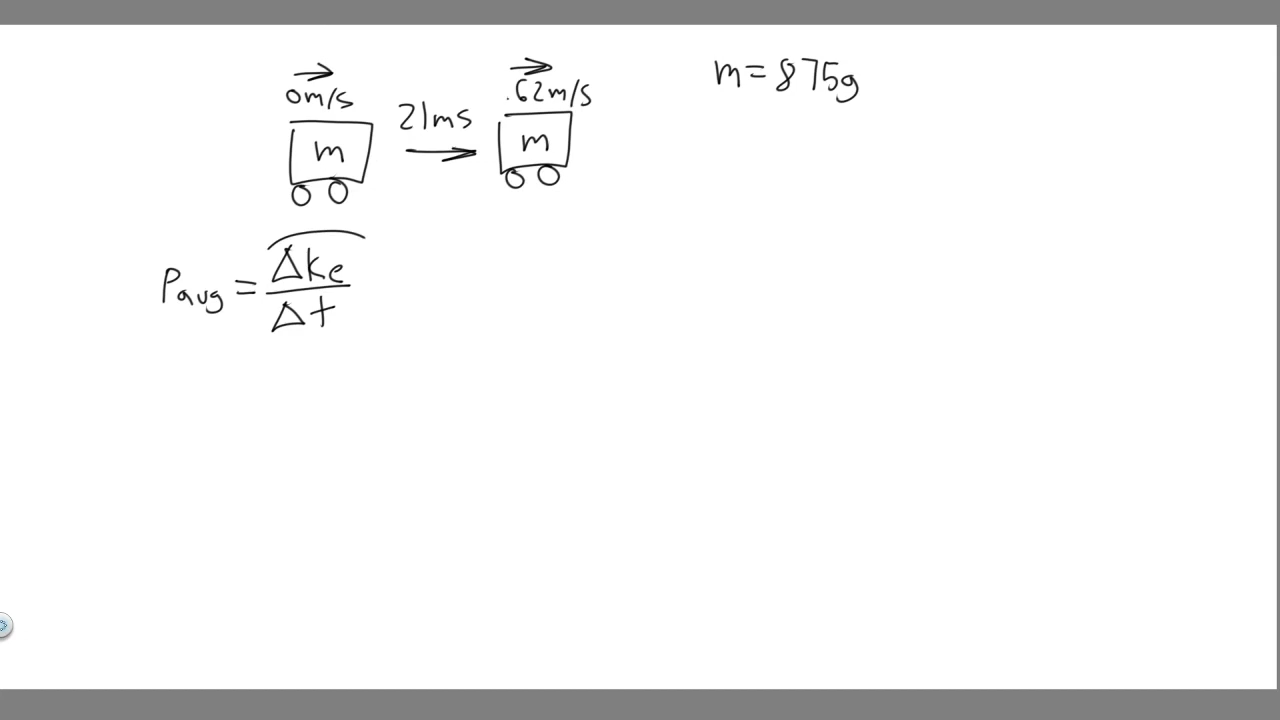 0m/s
21ms
.62m/s
m = 875g
m
m
Pavg = ΔKe
Δt